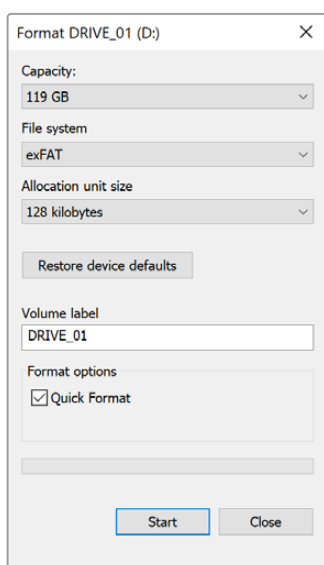 Format DRIVE_01 (D:)
Capacity:
119 GB
File system
exFAT
Allocation unit size
128 kilobytes
Restore device defaults
Volume label
DRIVE_01
Format options
Quick Format
Start Close